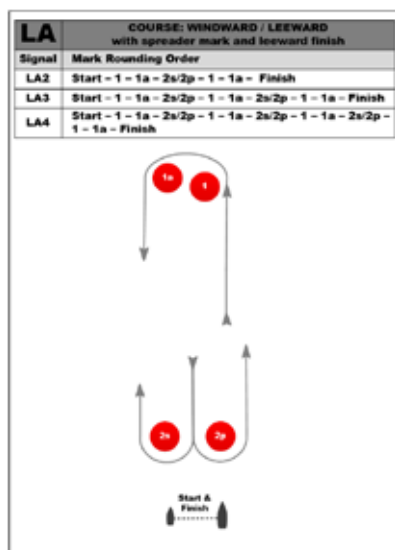 LA
COURSE: WINDWARD / LEEWARD
with spreader mark and leeward finish
Signal Mark Rounding Order
LA2 Start – 1 – 1a – 2s/2p – 1 – 1a – Finish
LA3 Start – 1 – 1a – 2s/2p – 1 – 1a – 2s/2p – 1 – 1a – Finish
LA4 Start – 1 – 1a – 2s/2p – 1 – 1a – 2s/2p – 1 – 1a – 2s/2p –
1 – 1a – Finish
1a 1
2s 2p
Start &
Finish